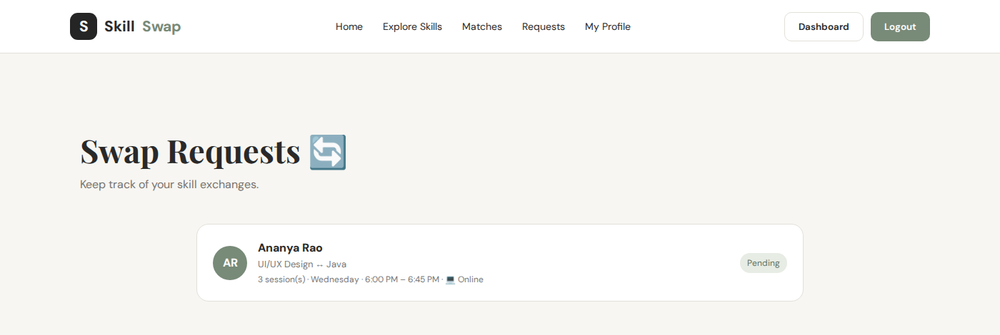 S Skill Swap Home Explore Skills Matches Requests My Profile Dashboard Logout
Swap Requests 🔄
Keep track of your skill exchanges.
AR
Ananya Rao
UI/UX Design ↔ Java
3 session(s) · Wednesday · 6:00 PM – 6:45 PM · 💻 Online
Pending